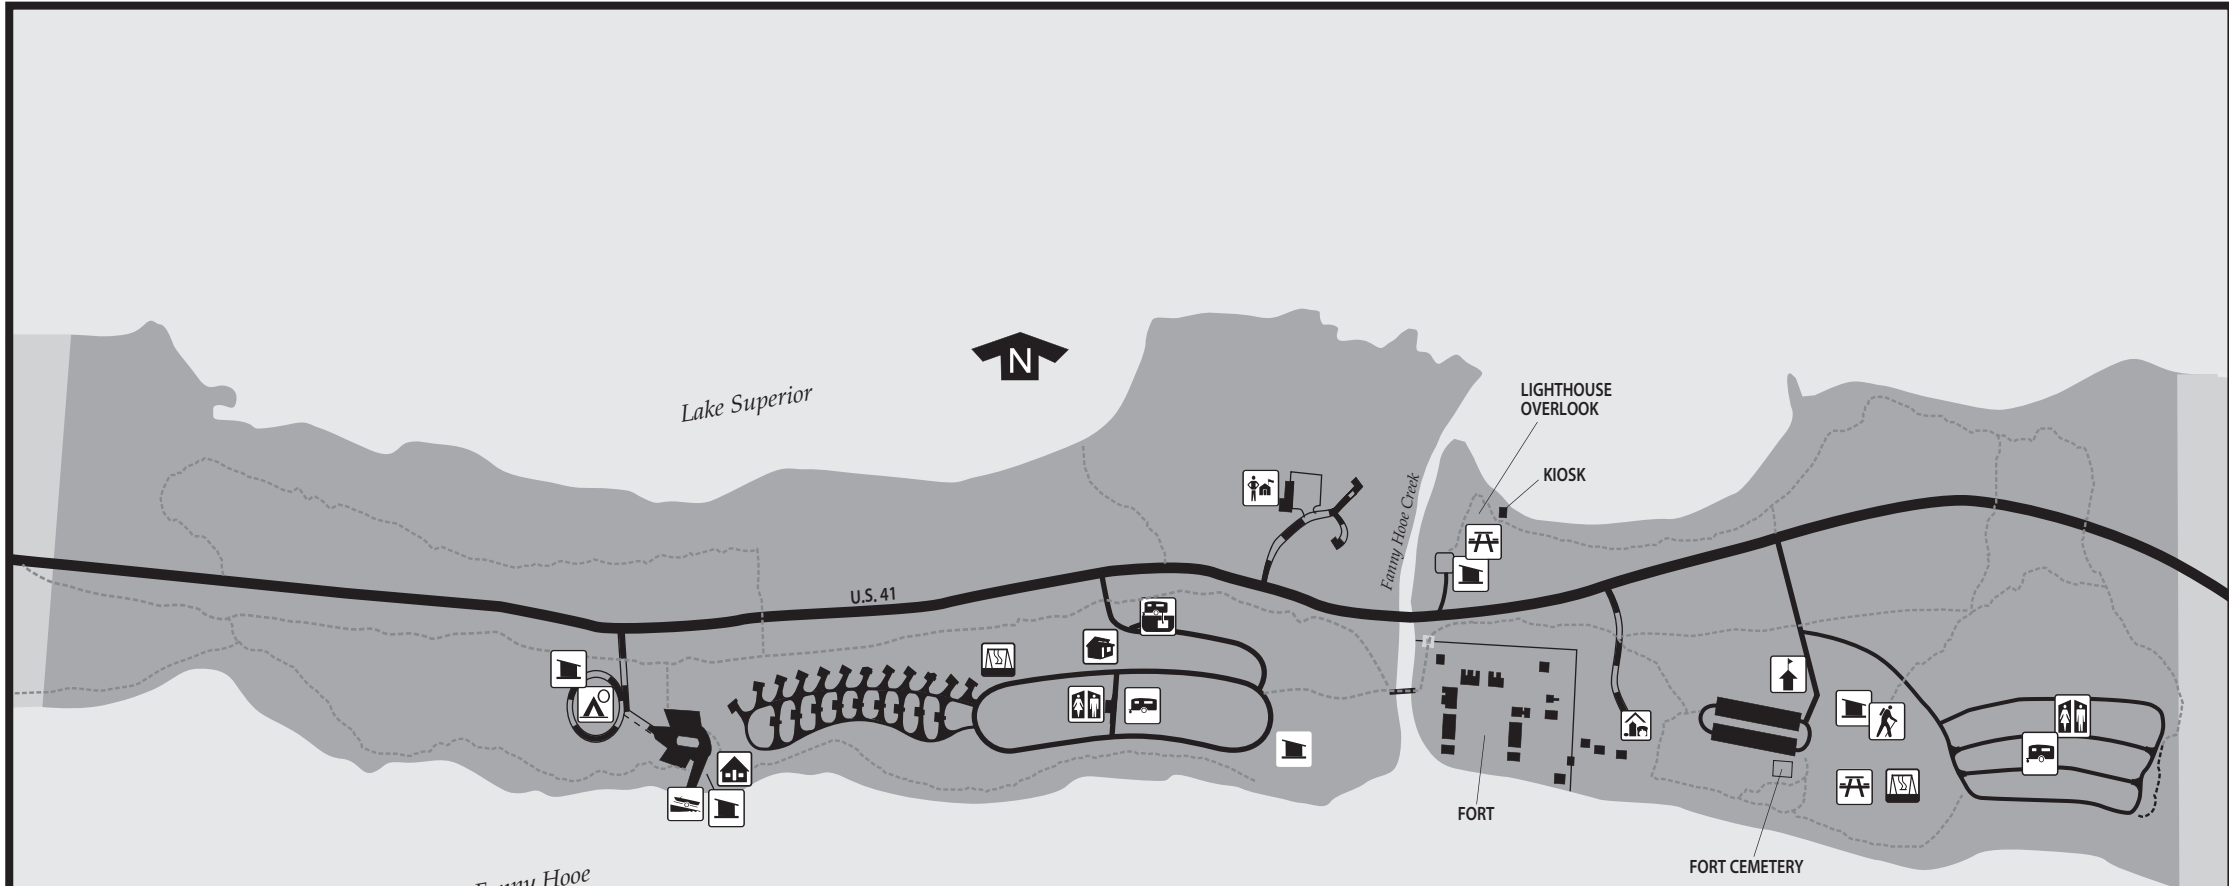 N
Lake Superior
LIGHTHOUSE
OVERLOOK
KIOSK
Fanny Hooe Creek
U.S. 41
FORT
FORT CEMETERY
Fanny Hooe